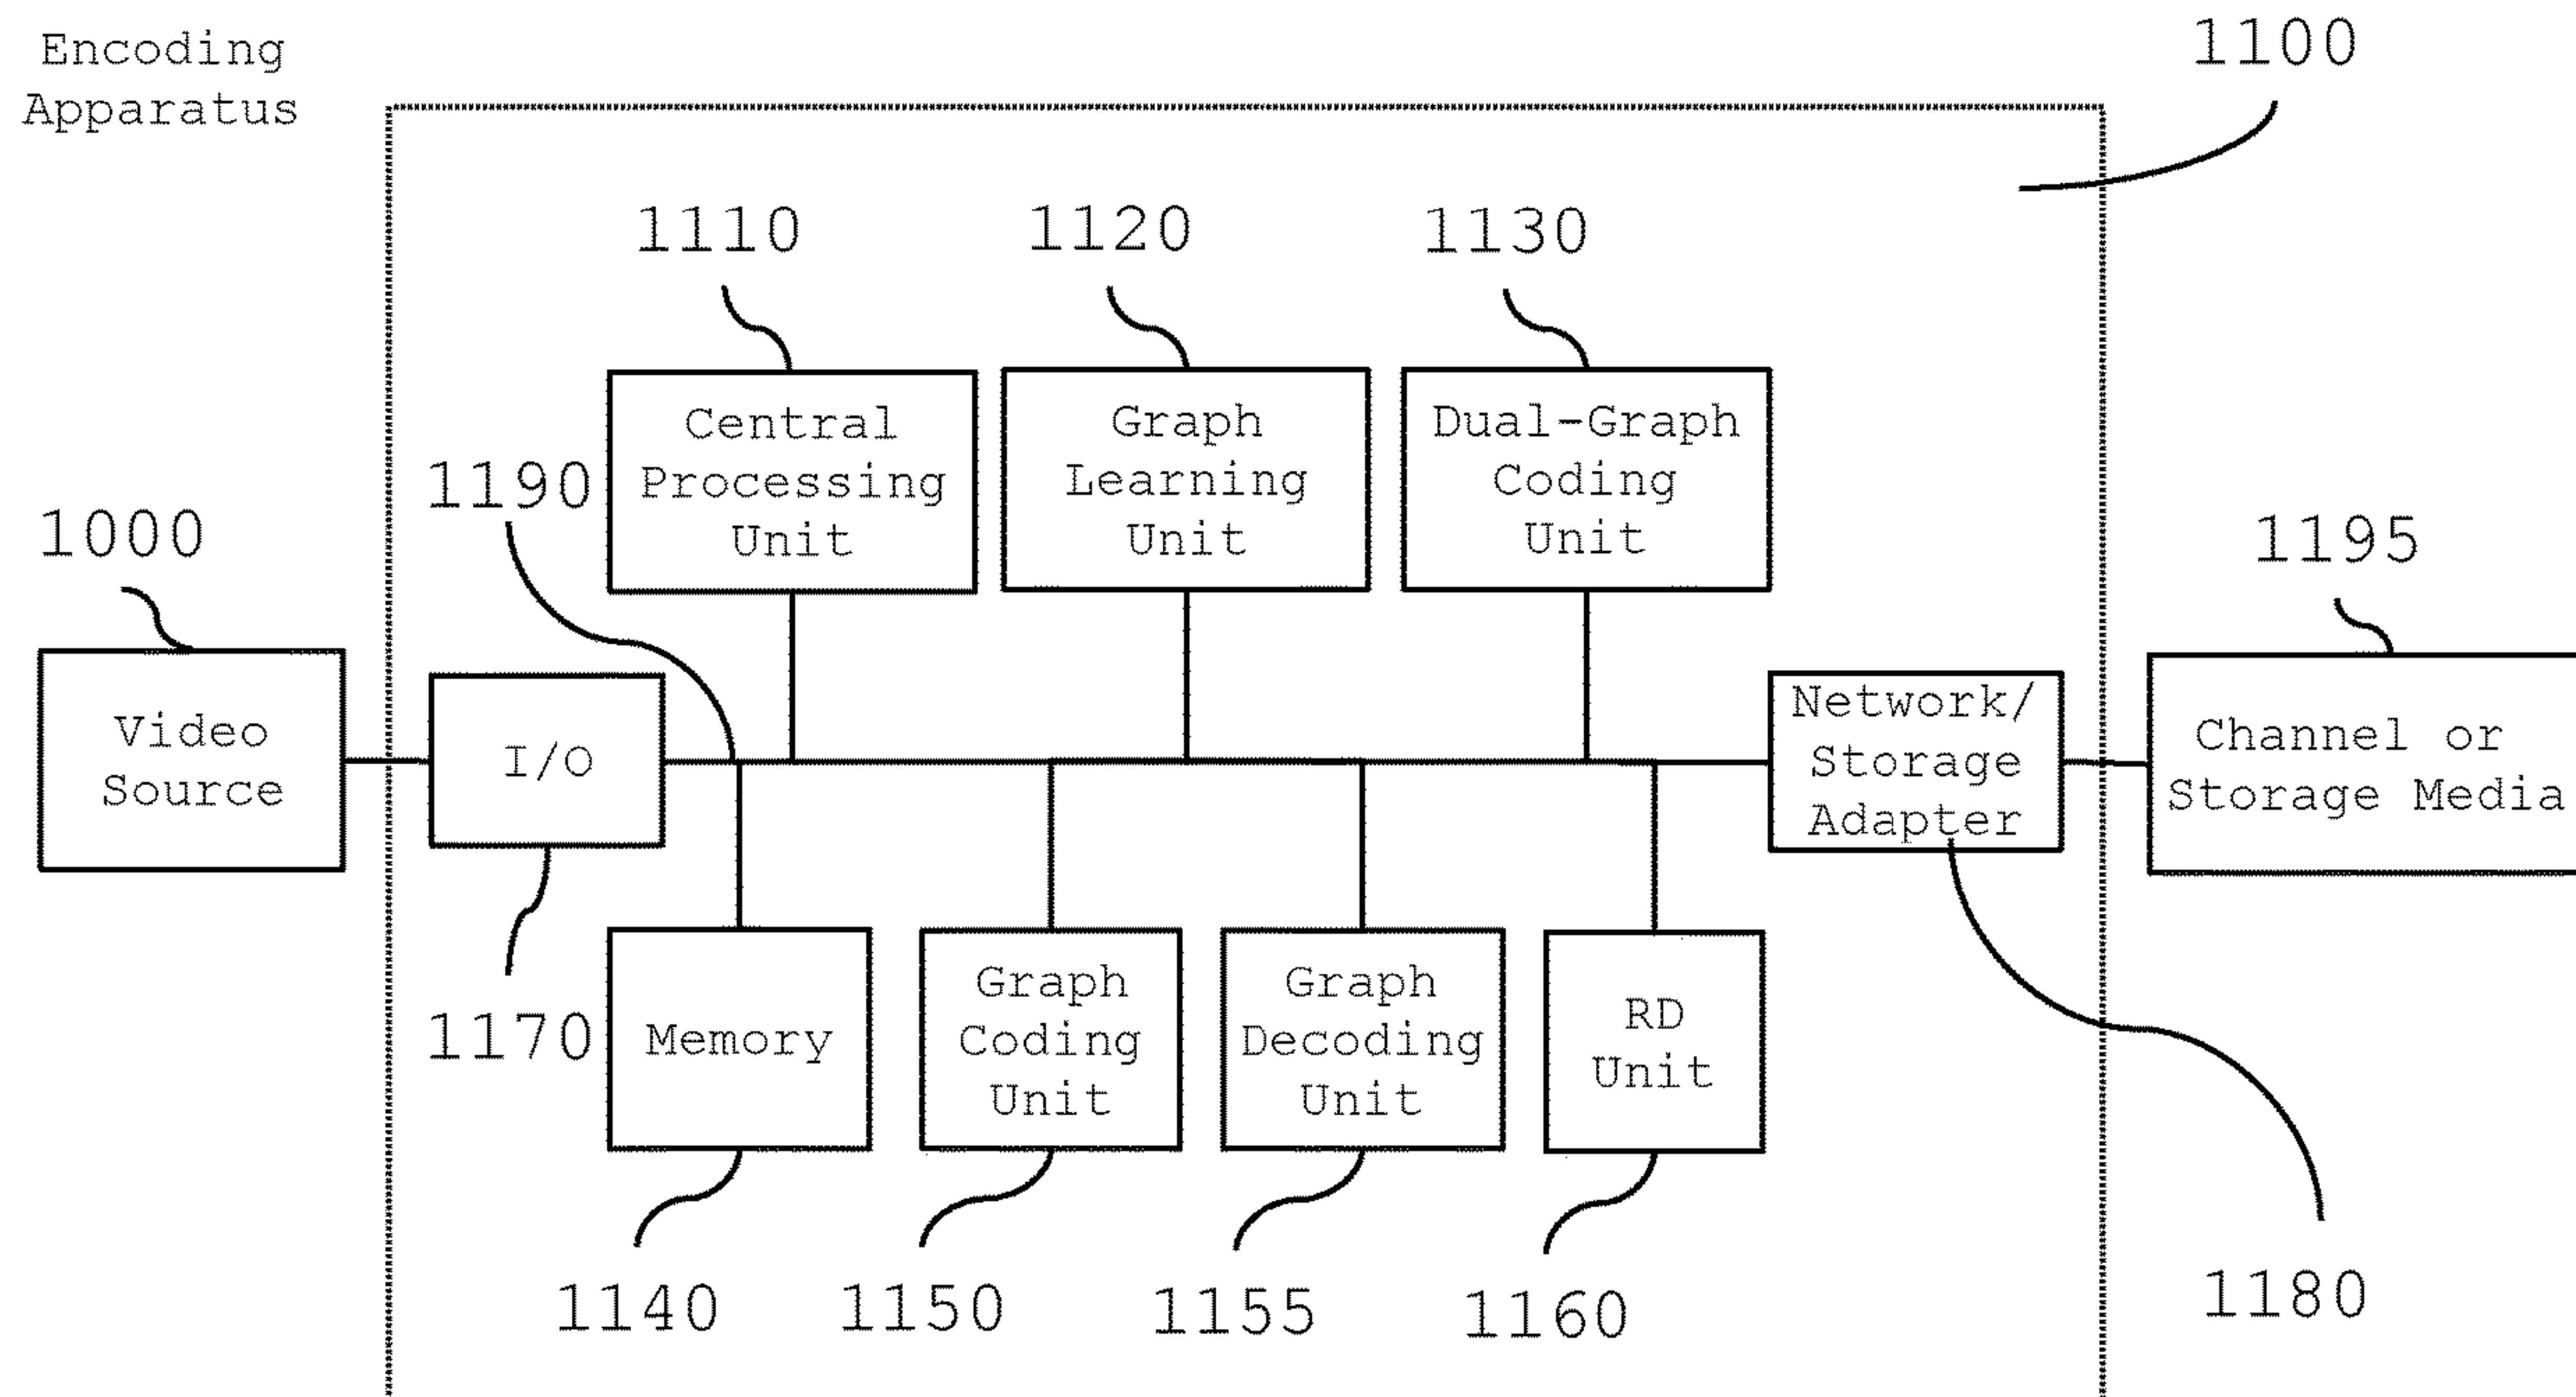 Encoding
Apparatus
1100
1110
1120
1130
Central
Processing
Unit
Graph
Learning
Unit
Dual-Graph
Coding
Unit
1190
1000
1195
Video
Source
I/O
Network/
Storage
Adapter
Channel or
Storage Media
1170
Memory
Graph
Coding
Unit
Graph
Decoding
Unit
RD
Unit
1140
1150
1155
1160
1180